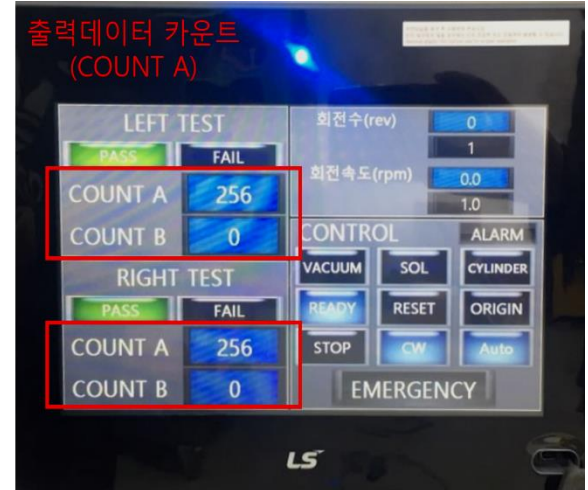 출력데이터 카운트
(COUNT A)
LEFT TEST
PASS FAIL
COUNT A 256
COUNT B 0
RIGHT TEST
PASS FAIL
COUNT A 256
COUNT B 0
회전수(rev) 0
1
회전속도(rpm) 0.0
1.0
CONTROL ALARM
VACUUM SOL CYLINDER
READY RESET ORIGIN
STOP CW Auto
EMERGENCY
LS